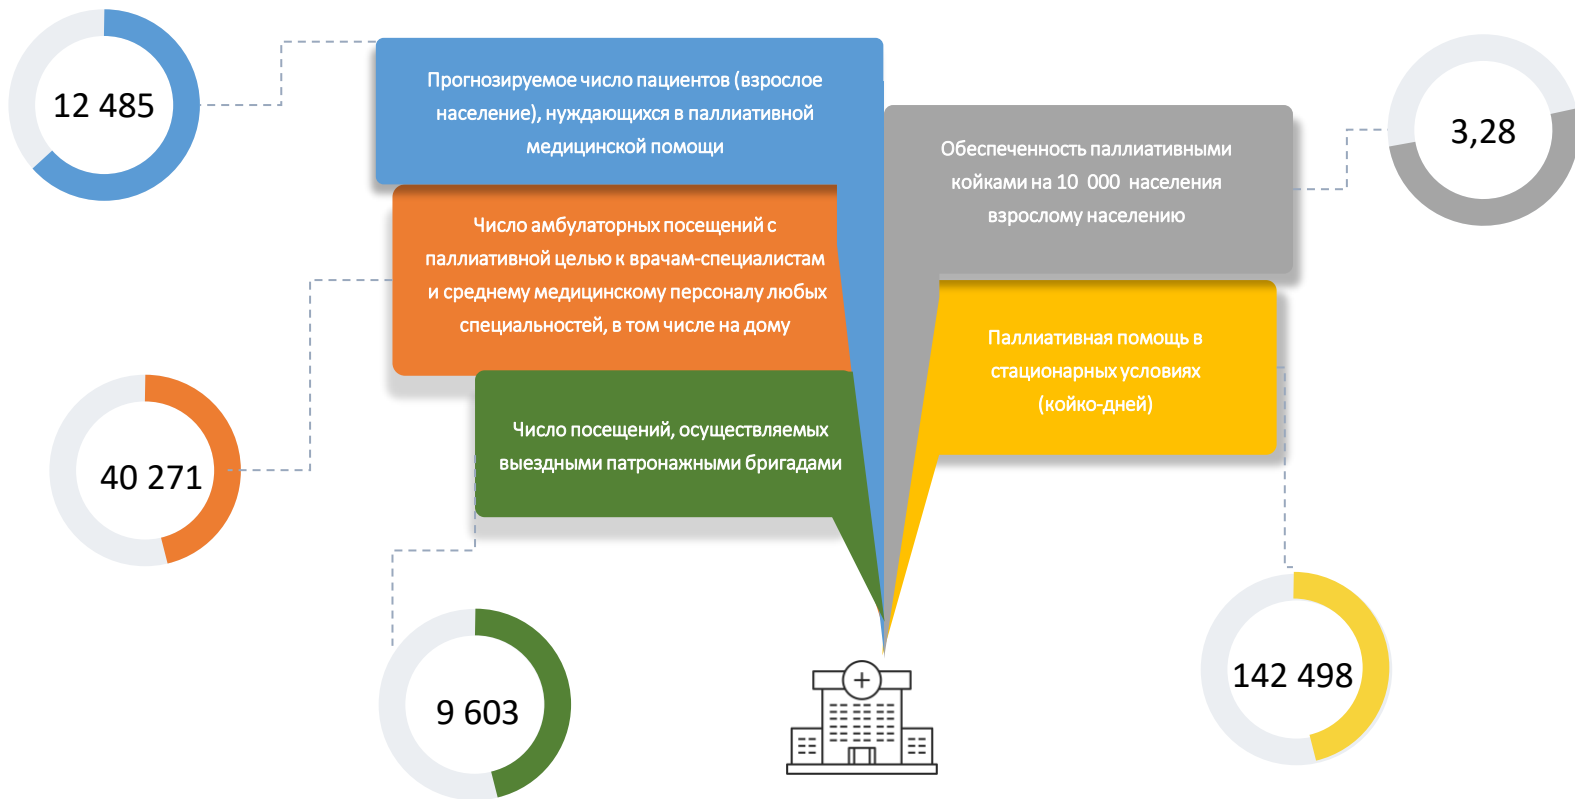 12 485
Прогнозируемое число пациентов (взрослое
население), нуждающихся в паллиативной
медицинской помощи
Обеспеченность паллиативными
койками на 10 000 населения
взрослому населению
3,28
Число амбулаторных посещений с
паллиативной целью к врачам-специалистам
и среднему медицинскому персоналу любых
специальностей, в том числе на дому
40 271
Паллиативная помощь в
стационарных условиях
(койко-дней)
142 498
Число посещений, осуществляемых
выездными патронажными бригадами
9 603